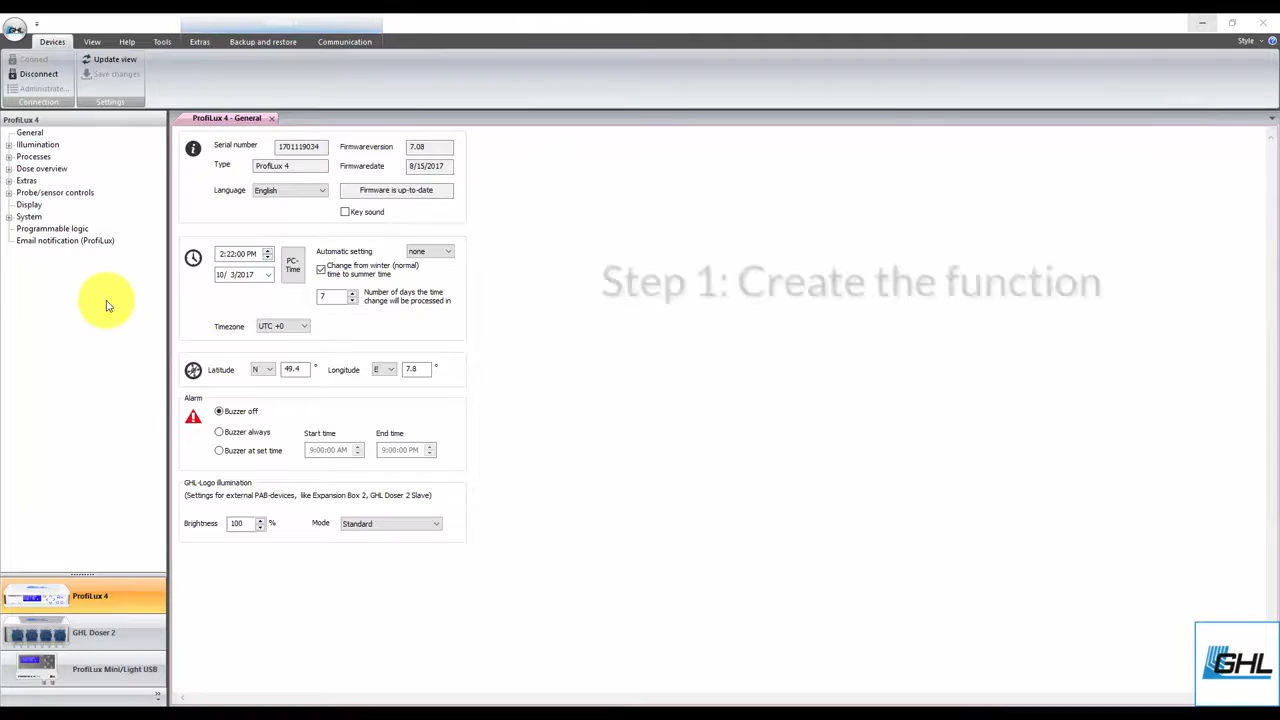 GHL
Devices View Help Tools Extras Backup and restore Communication Style
Connect
Disconnect
Administrate...
Connection
Update view
Save changes
Settings
ProfiLux 4
General
Illumination
Processes
Dose overview
Extras
Probe/sensor controls
Display
System
Programmable logic
Email notification (ProfiLux)
ProfiLux 4
GHL Doser 2
ProfiLux Mini/Light USB
ProfiLux 4 - General
Serial number 1701119034 Firmwareversion 7.08
Type ProfiLux 4 Firmwaredate 8/15/2017
Language English Firmware is up-to-date
Key sound
2:22:00 PM PC-Time Automatic setting none
10/ 3/2017
Change from winter (normal)
time to summer time
7 Number of days the time
change will be processed in
Timezone UTC +0
Latitude N 49.4 ° Longitude E 7.8 °
Alarm
Buzzer off
Buzzer always Start time End time
Buzzer at set time 9:00:00 AM 9:00:00 PM
GHL-Logo illumination
(Settings for external PAB-devices, like Expansion Box 2, GHL Doser 2 Slave)
Brightness 100 % Mode Standard
Step 1: Create the function
GHL